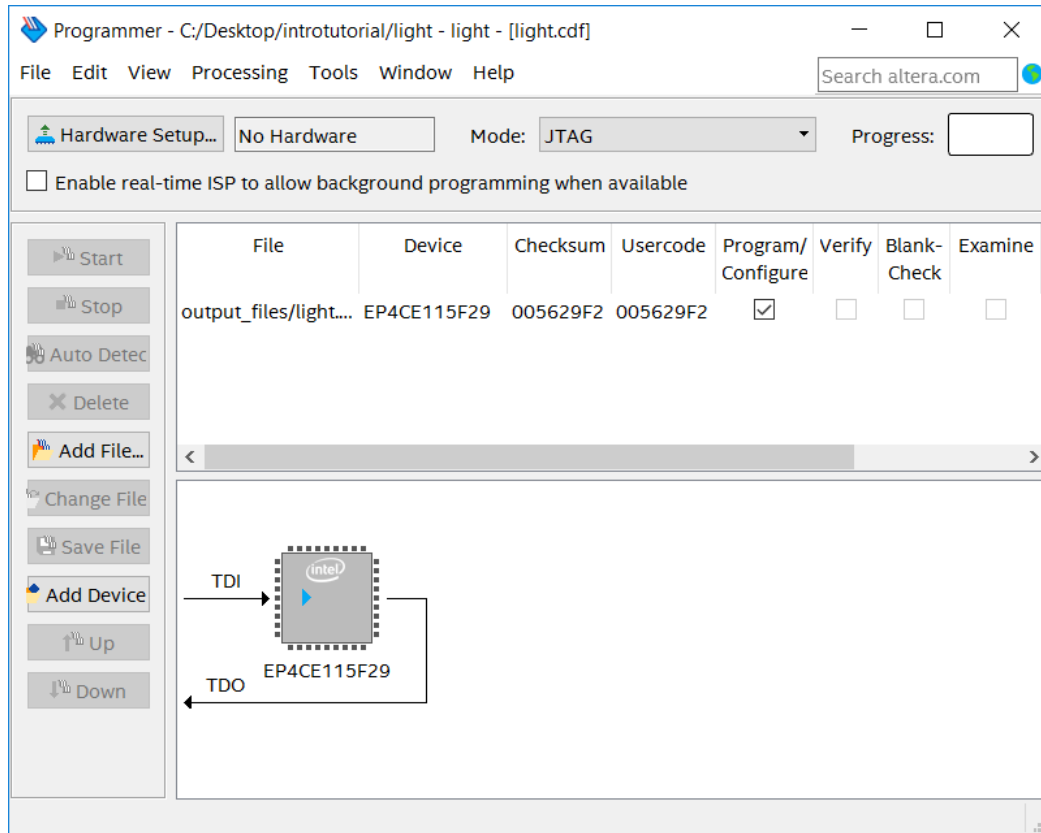 Programmer - C:/Desktop/introtutorial/light - light - [light.cdf]
File Edit View Processing Tools Window Help
Search altera.com
Hardware Setup... No Hardware Mode: JTAG Progress:
Enable real-time ISP to allow background programming when available
Start
Stop
Auto Detec
Delete
Add File...
Change File
Save File
Add Device
Up
Down
File Device Checksum Usercode Program/ Verify Blank- Examine
Configure Check
output_files/light.... EP4CE115F29 005629F2 005629F2
intel
TDI
EP4CE115F29
TDO